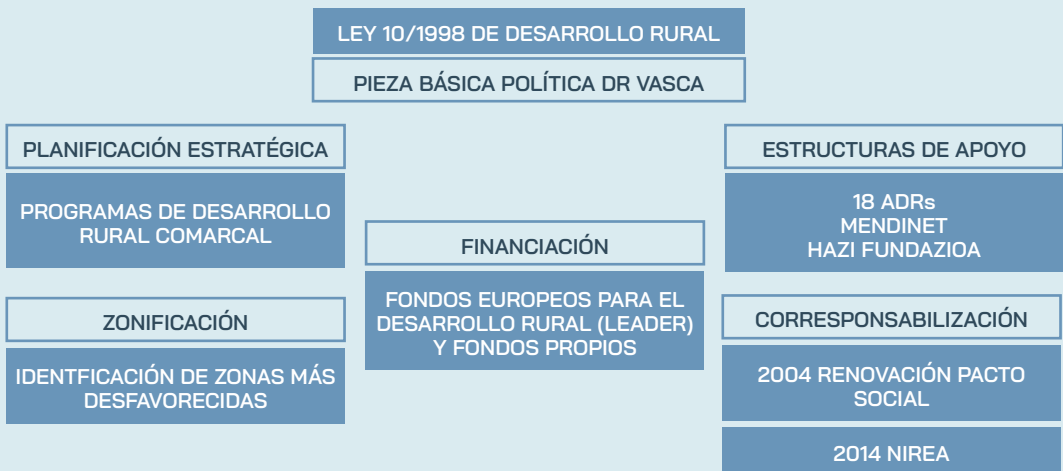 LEY 10/1998 DE DESARROLLO RURAL
PIEZA BÁSICA POLÍTICA DR VASCA
PLANIFICACIÓN ESTRATÉGICA
PROGRAMAS DE DESARROLLO
RURAL COMARCAL
ZONIFICACIÓN
IDENTFICACIÓN DE ZONAS MÁS
DESFAVORECIDAS
FINANCIACIÓN
FONDOS EUROPEOS PARA EL
DESARROLLO RURAL (LEADER)
Y FONDOS PROPIOS
ESTRUCTURAS DE APOYO
18 ADRs
MENDINET
HAZI FUNDAZIOA
CORRESPONSABILIZACIÓN
2004 RENOVACIÓN PACTO
SOCIAL
2014 NIREA